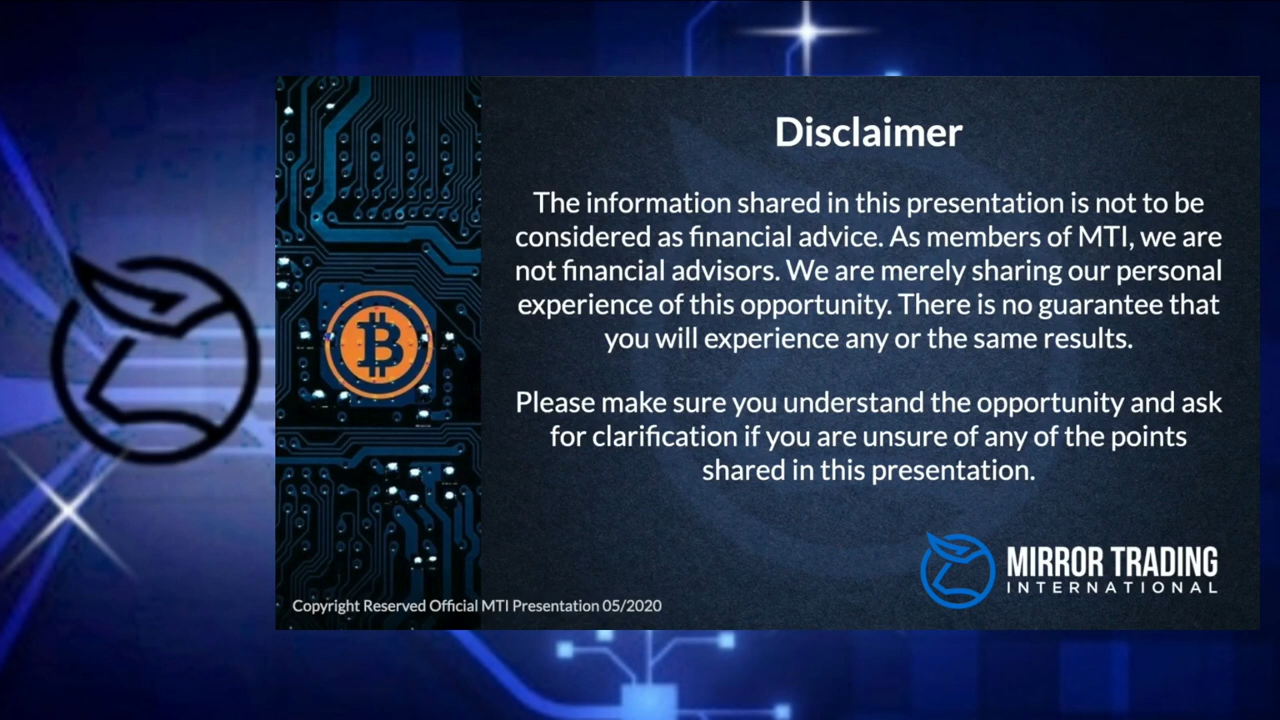 Disclaimer
The information shared in this presentation is not to be
considered as financial advice. As members of MTI, we are
not financial advisors. We are merely sharing our personal
experience of this opportunity. There is no guarantee that
you will experience any or the same results.
Please make sure you understand the opportunity and ask
for clarification if you are unsure of any of the points
shared in this presentation.
MIRROR TRADING
INTERNATIONAL
Copyright Reserved Official MTI Presentation 05/2020